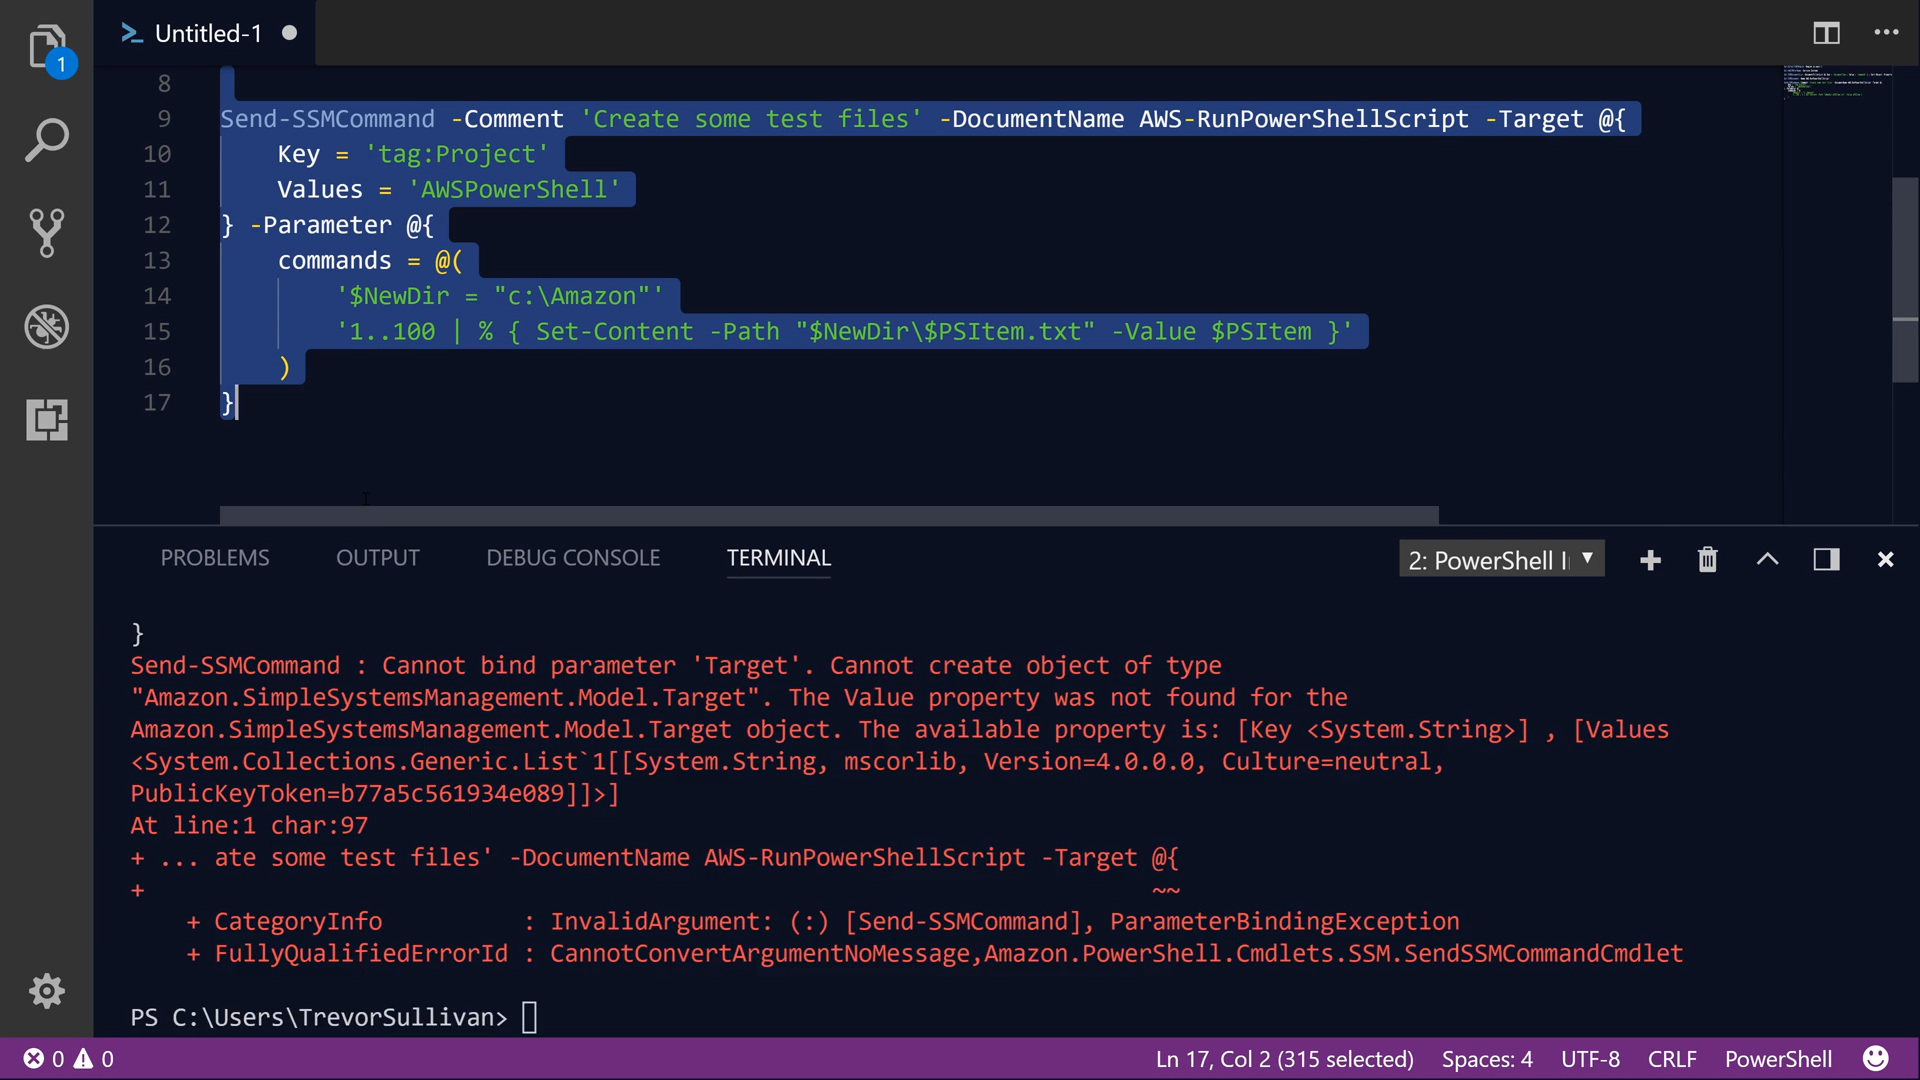 1
Untitled-1
8
9 Send-SSMCommand -Comment 'Create some test files' -DocumentName AWS-RunPowerShellScript -Target @{
10 Key = 'tag:Project'
11 Values = 'AWSPowerShell'
12 } -Parameter @{
13 commands = @(
14 '$NewDir = "c:\Amazon"'
15 '1..100 | % { Set-Content -Path "$NewDir\$PSItem.txt" -Value $PSItem }'
16 )
17 }
PROBLEMS OUTPUT DEBUG CONSOLE TERMINAL 2: PowerShell I
}
Send-SSMCommand : Cannot bind parameter 'Target'. Cannot create object of type
"Amazon.SimpleSystemsManagement.Model.Target". The Value property was not found for the
Amazon.SimpleSystemsManagement.Model.Target object. The available property is: [Key <System.String>] , [Values
<System.Collections.Generic.List`1[[System.String, mscorlib, Version=4.0.0.0, Culture=neutral,
PublicKeyToken=b77a5c561934e089]]>]
At line:1 char:97
+ ... ate some test files' -DocumentName AWS-RunPowerShellScript -Target @{
+ ~~
+ CategoryInfo : InvalidArgument: (:) [Send-SSMCommand], ParameterBindingException
+ FullyQualifiedErrorId : CannotConvertArgumentNoMessage,Amazon.PowerShell.Cmdlets.SSM.SendSSMCommandCmdlet
PS C:\Users\TrevorSullivan>
0 0 Ln 17, Col 2 (315 selected) Spaces: 4 UTF-8 CRLF PowerShell